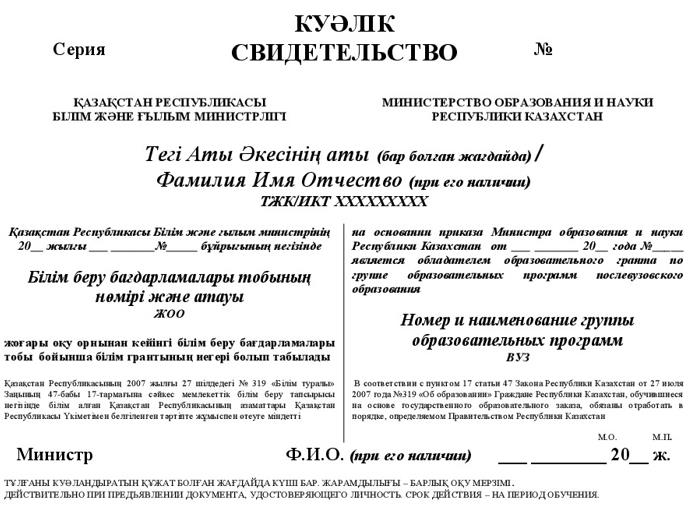 КУӘЛІК
Серия СВИДЕТЕЛЬСТВО №
ҚАЗАҚСТАН РЕСПУБЛИКАСЫ
БІЛІМ ЖӘНЕ ҒЫЛЫМ МИНИСТРЛІГІ
МИНИСТЕРСТВО ОБРАЗОВАНИЯ И НАУКИ
РЕСПУБЛИКИ КАЗАХСТАН
Тегі Аты Әкесінің аты (бар болған жағдайда) /
Фамилия Имя Отчество (при его наличии)
ТЖК/ИКТ ХХХХХХХХХ
Қазақстан Республикасы Білім және ғылым министрінің
20__ жылғы ___ _______№_____ бұйрығының негізінде
Білім беру бағдарламалары тобының
нөмірі және атауы
ЖОО
жоғары оқу орнынан кейінгі білім беру бағдарламалары
тобы бойынша білім грантының иегері болып табылады
Қазақстан Республикасының 2007 жылғы 27 шілдедегі № 319 «Білім туралы»
Заңының 47-бабы 17-тармағына сәйкес мемлекеттік білім беру тапсырысы
негізінде білім алған Қазақстан Республикасының азаматтары Қазақстан
Республикасы Үкіметімен белгіленген тәртіпте жұмыспен өтеуге міндетті
на основании приказа Министра образования и науки
Республики Казахстан от ___ _______ 20__ года №_____
является обладателем образовательного гранта по
группе образовательных программ послевузовского
образования
Номер и наименование группы
образовательных программ
ВУЗ
В соответствии с пунктом 17 статьи 47 Закона Республики Казахстан от 27 июля
2007 года №319 «Об образовании» Граждане Республики Казахстан, обучившиеся
на основе государственного образовательного заказа, обязаны отработать в
порядке, определяемом Правительством Республики Казахстан
М.О. М.П.
Министр Ф.И.О. (при его наличии) ___ ________ 20__ ж.
ТҰЛҒАНЫ КУӘЛАНДЫРАТЫН ҚҰЖАТ БОЛҒАН ЖАҒДАЙДА КҮШІ БАР. ЖАРАМДЫЛЫҒЫ – БАРЛЫҚ ОҚУ МЕРЗІМІ.
ДЕЙСТВИТЕЛЬНО ПРИ ПРЕДЪЯВЛЕНИИ ДОКУМЕНТА, УДОСТОВЕРЯЮЩЕГО ЛИЧНОСТЬ. СРОК ДЕЙСТВИЯ – НА ПЕРИОД ОБУЧЕНИЯ.